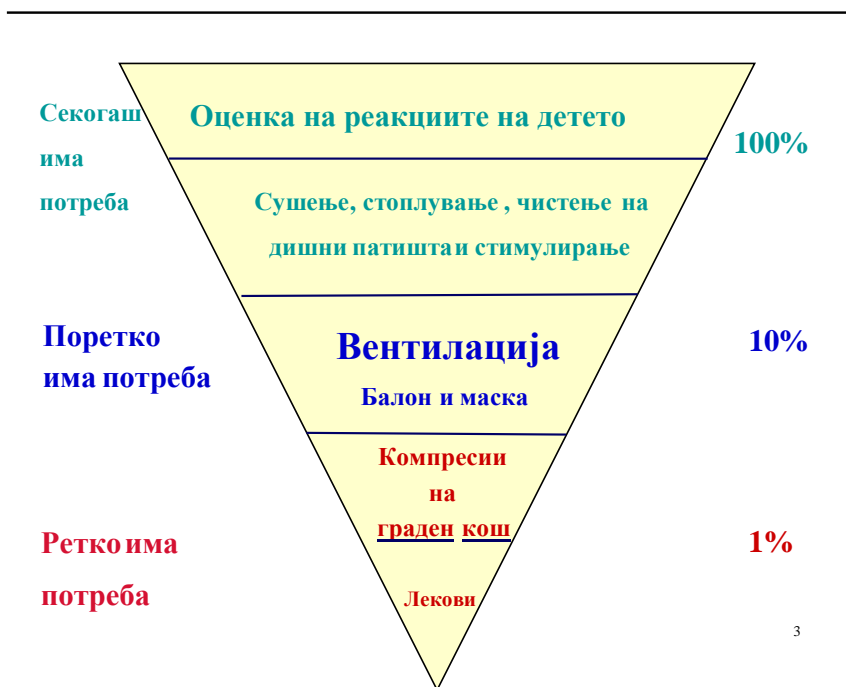 Секогаш
има
потреба
Оценка на реакциите на детето
100%
Сушење, стоплување , чистење на
дишни патишта и стимулирање
Поретко
има потреба
Вентилација
Балон и маска
10%
Компресии
на
граден кош
Ретко има
потреба
Лекови
1%
3